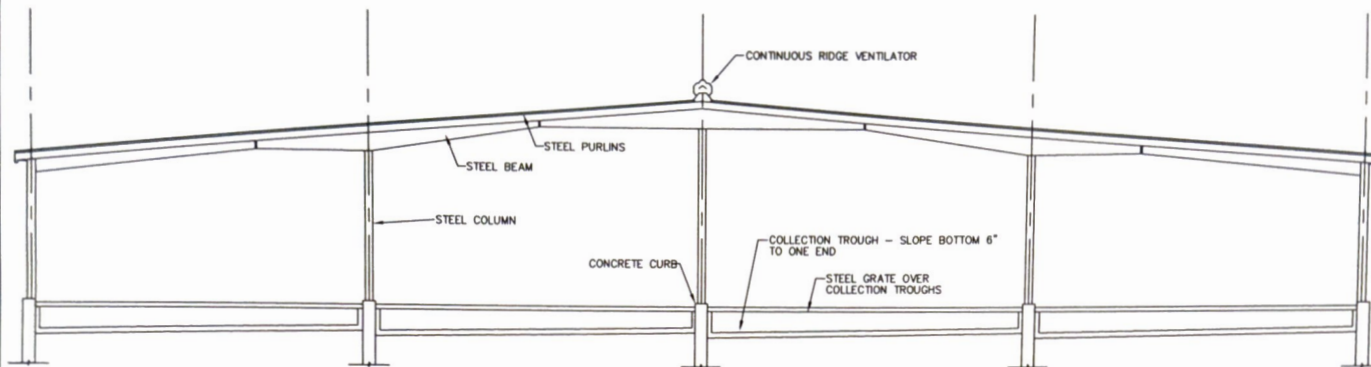 CONTINUOUS RIDGE VENTILATOR
STEEL PURLINS
STEEL BEAM
STEEL COLUMN
COLLECTION TROUGH – SLOPE BOTTOM 6"
TO ONE END
CONCRETE CURB
STEEL GRATE OVER
COLLECTION TROUGHS